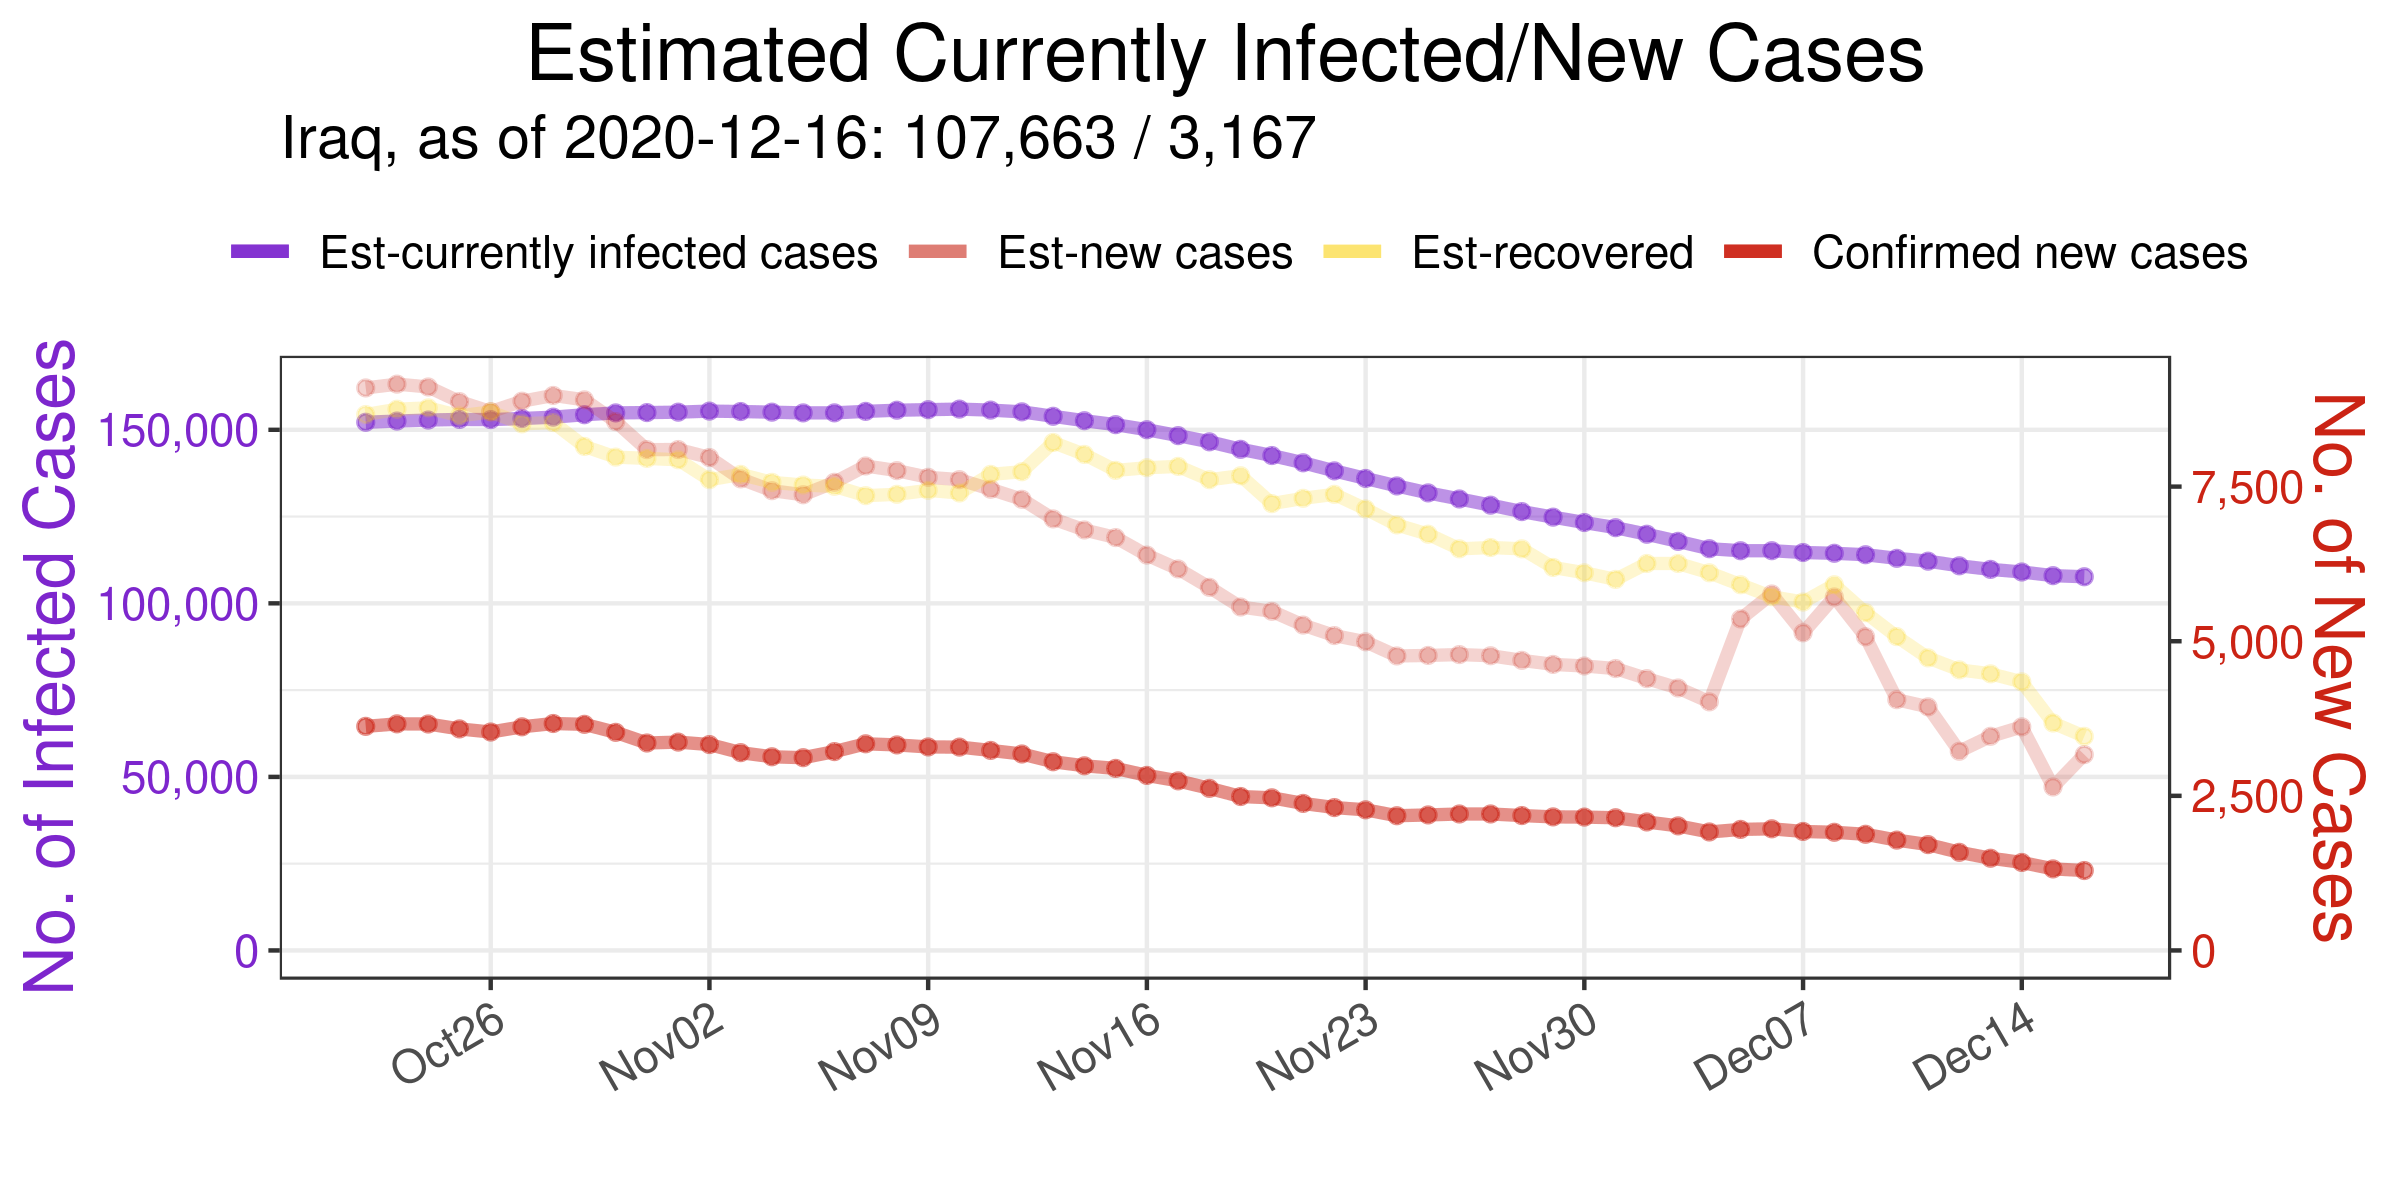 Estimated Currently Infected/New Cases
Iraq, as of 2020-12-16: 107,663 / 3,167
Est-currently infected cases Est-new cases Est-recovered Confirmed new cases
No. of Infected Cases
150,000
100,000
50,000
0
7,500
5,000
2,500
0
No. of New Cases
Oct26 Nov02 Nov09 Nov16 Nov23 Nov30 Dec07 Dec14